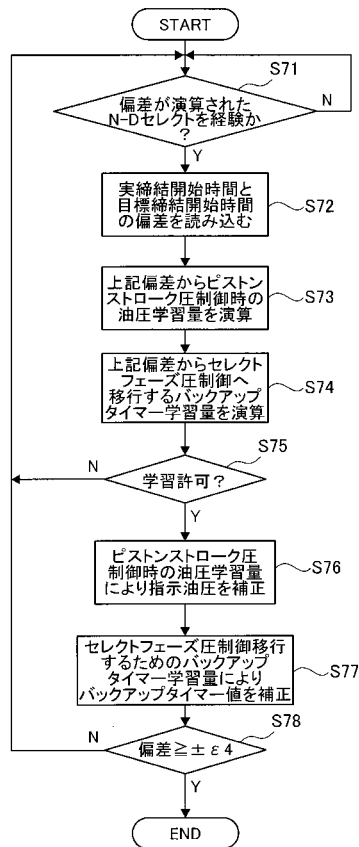 START
S71
偏差が演算された
N-Dセレクトを経験か
?
N
Y
実締結開始時間と
目標締結開始時間
の偏差を読み込む
S72
上記偏差からピストン
ストローク圧制御時の
油圧学習量を演算
S73
上記偏差からセレクト
フェーズ圧制御へ
移行するバックアップ
タイマー学習量を演算
S74
S75
N
学習許可?
Y
ピストンストローク圧
制御時の油圧学習量
により指示油圧を補正
S76
セレクトフェーズ圧制御移行
するためのバックアップ
タイマー学習量により
バックアップタイマー値を補正
S77
S78
N
偏差≧±ε4
Y
END